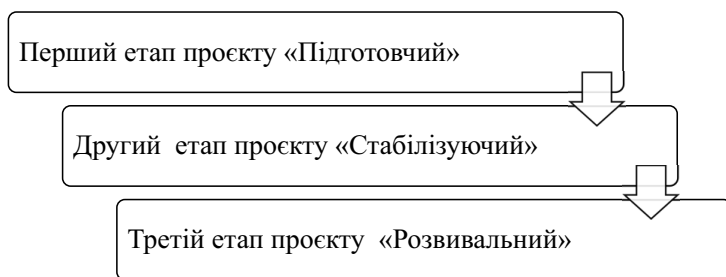 Перший етап проєкту «Підготовчий»
Другий  етап проєкту «Стабілізуючий»
Третій етап проєкту  «Розвивальний»